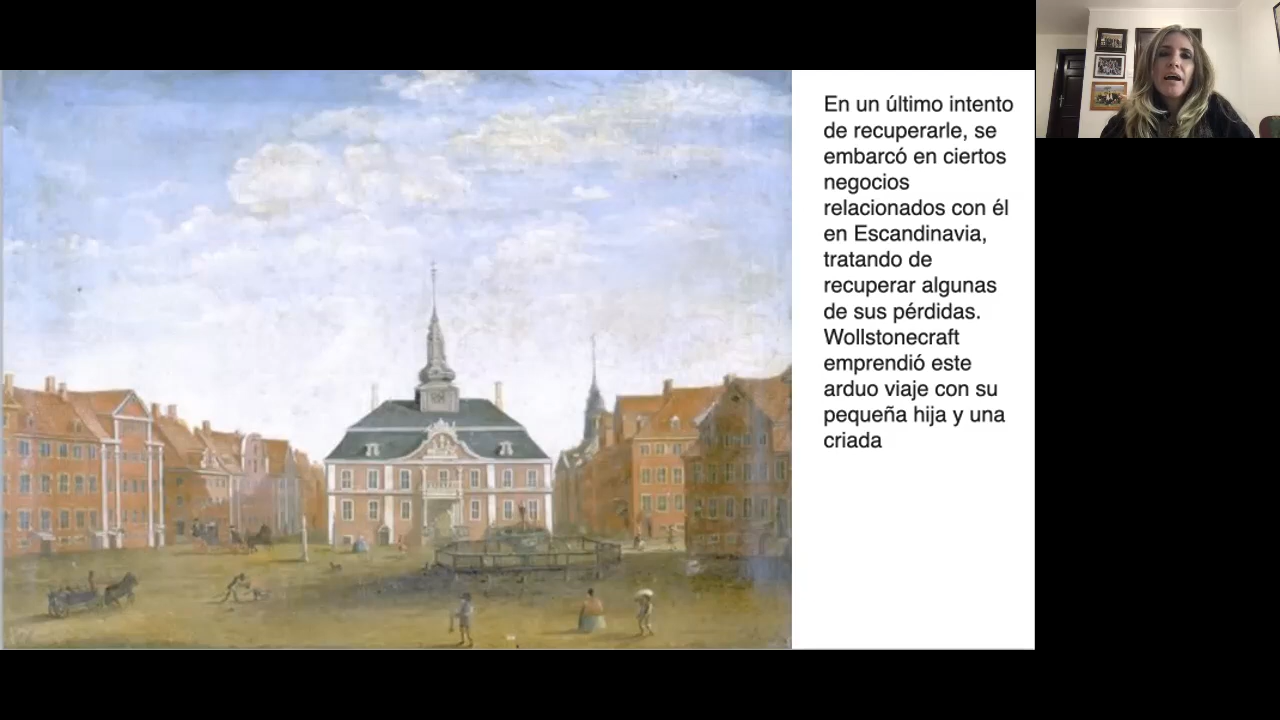 En un último intento
de recuperarle, se
embarcó en ciertos
negocios
relacionados con él
en Escandinavia,
tratando de
recuperar algunas
de sus pérdidas.
Wollstonecraft
emprendió este
arduo viaje con su
pequeña hija y una
criada